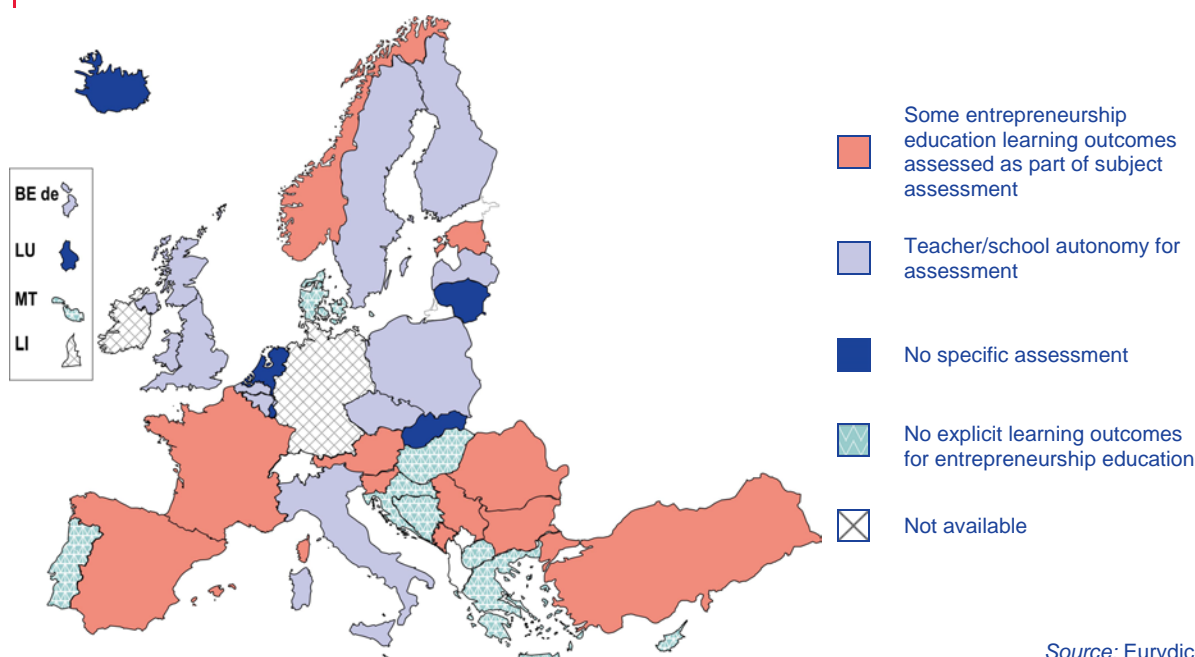 BE de
LU
MT
LI
Some entrepreneurship
education learning outcomes
assessed as part of subject
assessment
Teacher/school autonomy for
assessment
No specific assessment
No explicit learning outcomes
for entrepreneurship education
Not available
Source: Eurydic